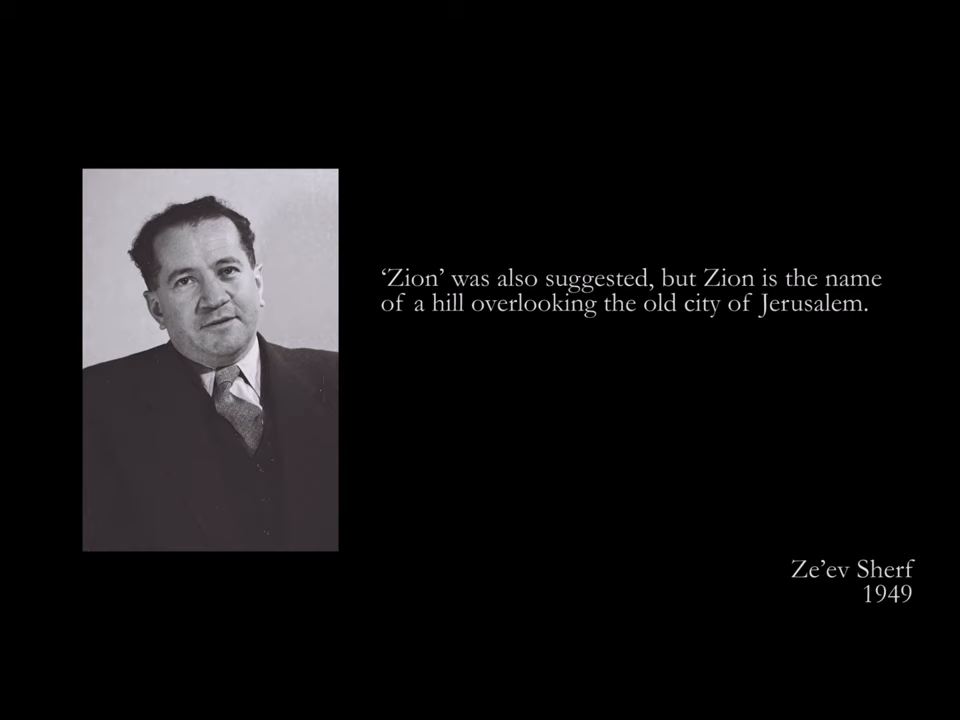 ‘Zion’ was also suggested, but Zion is the name
of a hill overlooking the old city of Jerusalem.
Ze’ev Sherf
1949